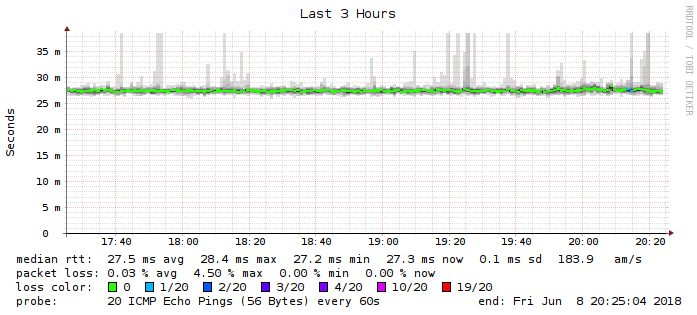 Last 3 Hours
RRDTOOL / TOBI OETIKER
Seconds
35 m
30 m
25 m
20 m
15 m
10 m
5 m
0
17:40 18:00 18:20 18:40 19:00 19:20 19:40 20:00 20:20
median rtt: 27.5 ms avg 28.4 ms max 27.2 ms min 27.3 ms now 0.1 ms sd 183.9 am/s
packet loss: 0.03 % avg 4.50 % max 0.00 % min 0.00 % now
loss color: 0 1/20 2/20 3/20 4/20 10/20 19/20
probe: 20 ICMP Echo Pings (56 Bytes) every 60s end: Fri Jun 8 20:25:04 2018